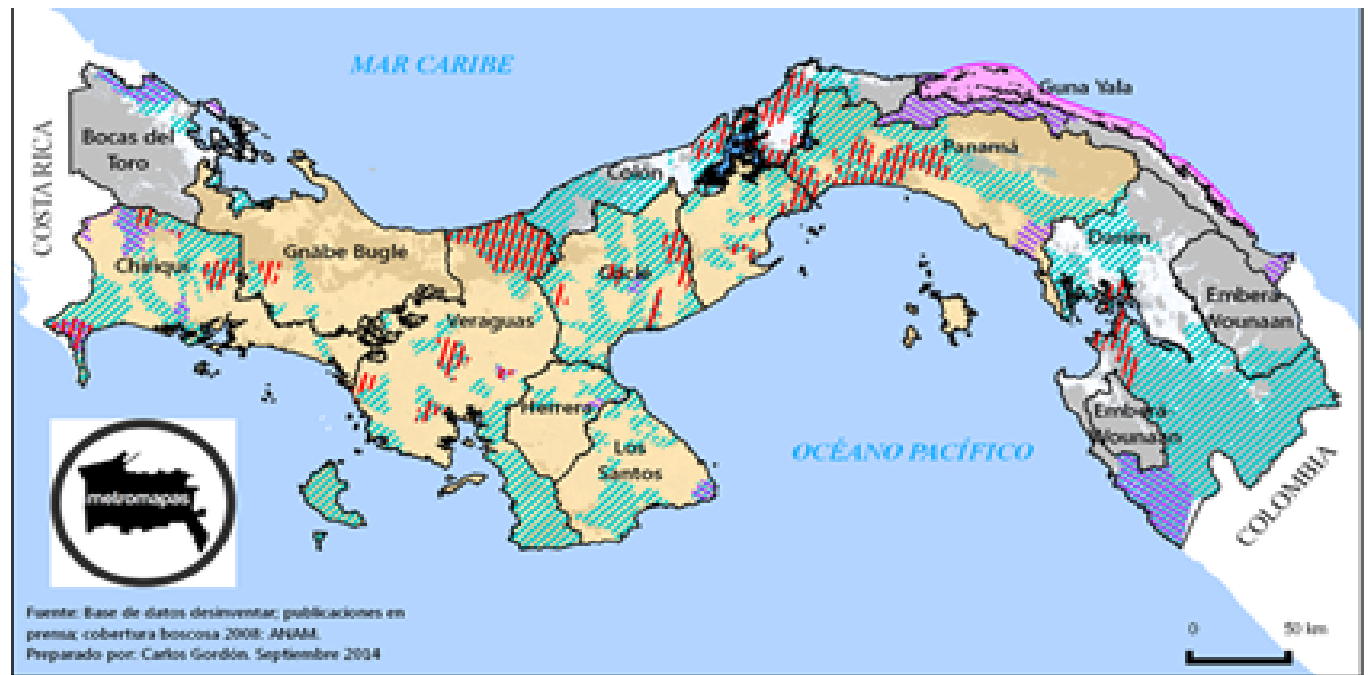 MAR CARIBE
Guna Yala
COSTA RICA
Bocas del
Toro
Colón
Panamá
Darién
Chiriquí
Gnäbe Buglé
Coclé
Emberá
Wounaan
Veraguas
Herrera
Emberá
Wounaan
Los
Santos
OCÉANO PACÍFICO
COLOMBIA
metromapas
Fuente: Base de datos desinventar; publicaciones en
prensa; cobertura boscosa 2008: ANAM.
Preparado por: Carlos Gordón. Septiembre 2014
0 50 km